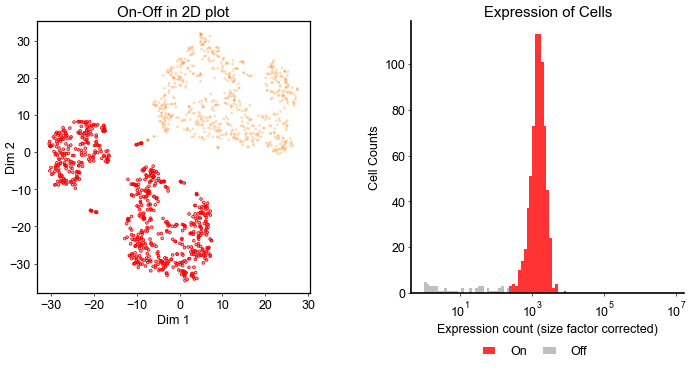 On-Off in 2D plot
Dim 2
30
20
10
0
−10
−20
−30
−30 −20 −10 0 10 20 30
Dim 1
Expression of Cells
Cell Counts
100
80
60
40
20
0
10^1 10^3 10^5 10^7
Expression count (size factor corrected)
On Off